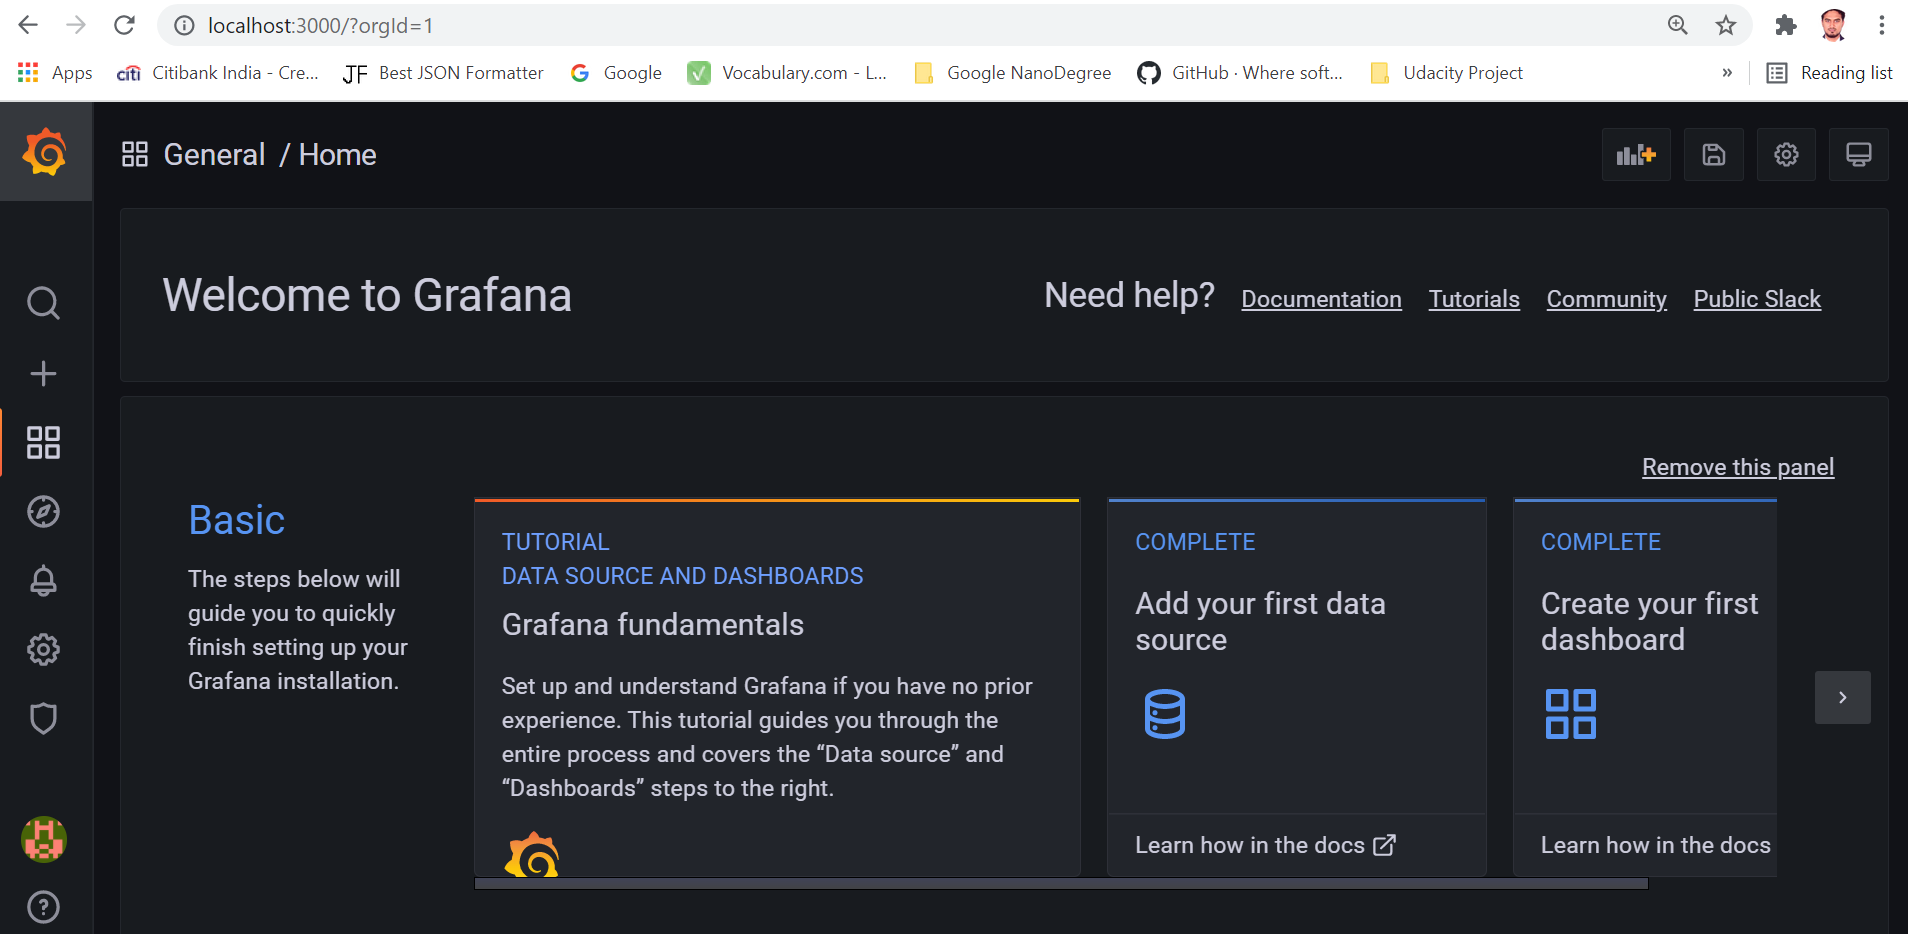 localhost:3000/?orgId=1
Apps
citi Citibank India - Cre...
JF Best JSON Formatter
G Google
Vocabulary.com - L...
Google NanoDegree
GitHub · Where soft...
Udacity Project
»
Reading list
General / Home
Welcome to Grafana
Need help? Documentation Tutorials Community Public Slack
Remove this panel
Basic
The steps below will
guide you to quickly
finish setting up your
Grafana installation.
TUTORIAL
DATA SOURCE AND DASHBOARDS
Grafana fundamentals
Set up and understand Grafana if you have no prior
experience. This tutorial guides you through the
entire process and covers the “Data source” and
“Dashboards” steps to the right.
COMPLETE
Add your first data
source
Learn how in the docs
COMPLETE
Create your first
dashboard
Learn how in the docs